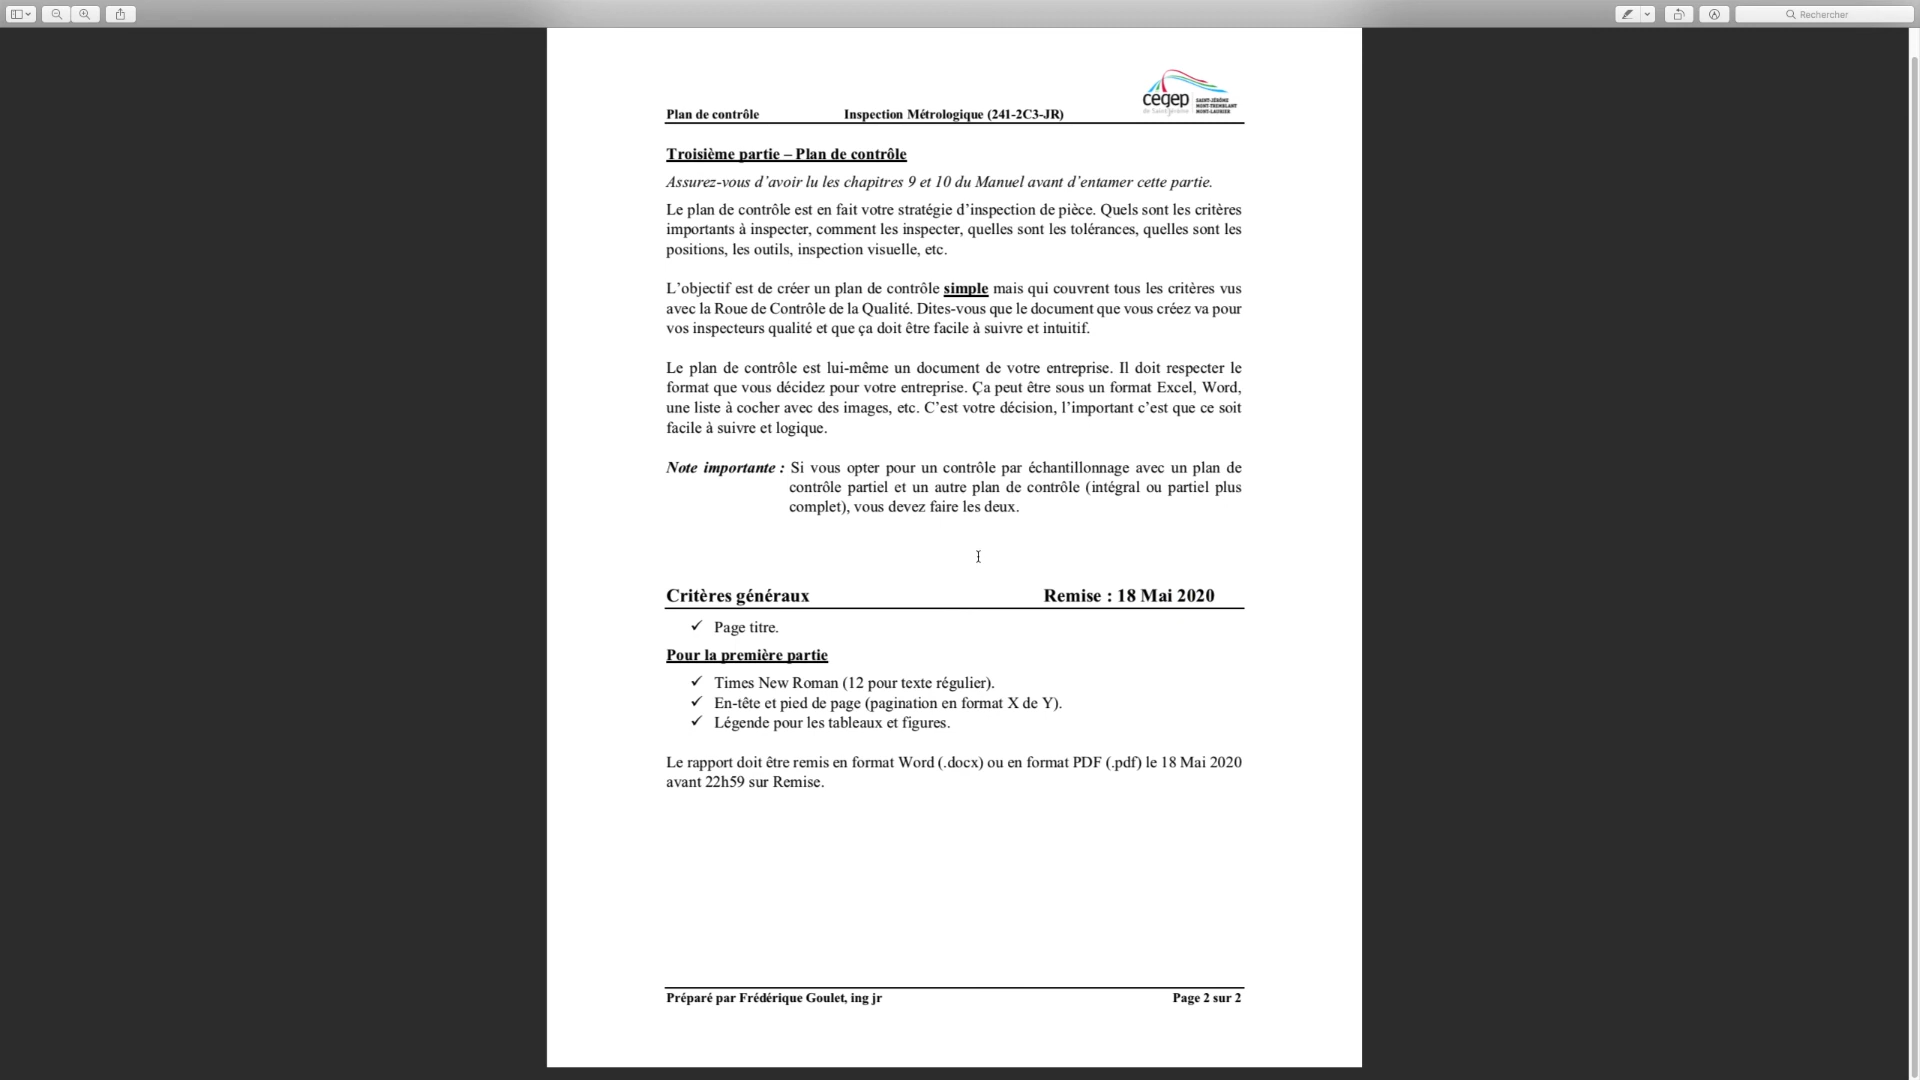 Rechercher
cegep
SAINT-JÉRÔME
MONT-TREMBLANT
MONT-LAURIER
de Saint-Jérôme
Plan de contrôle Inspection Métrologique (241-2C3-JR)
Troisième partie – Plan de contrôle
Assurez-vous d’avoir lu les chapitres 9 et 10 du Manuel avant d’entamer cette partie.
Le plan de contrôle est en fait votre stratégie d’inspection de pièce. Quels sont les critères
importants à inspecter, comment les inspecter, quelles sont les tolérances, quelles sont les
positions, les outils, inspection visuelle, etc.
L’objectif est de créer un plan de contrôle simple mais qui couvrent tous les critères vus
avec la Roue de Contrôle de la Qualité. Dites-vous que le document que vous créez va pour
vos inspecteurs qualité et que ça doit être facile à suivre et intuitif.
Le plan de contrôle est lui-même un document de votre entreprise. Il doit respecter le
format que vous décidez pour votre entreprise. Ça peut être sous un format Excel, Word,
une liste à cocher avec des images, etc. C’est votre décision, l’important c’est que ce soit
facile à suivre et logique.
Note importante : Si vous opter pour un contrôle par échantillonnage avec un plan de
contrôle partiel et un autre plan de contrôle (intégral ou partiel plus
complet), vous devez faire les deux.
Critères généraux Remise : 18 Mai 2020
✓ Page titre.
Pour la première partie
✓ Times New Roman (12 pour texte régulier).
✓ En-tête et pied de page (pagination en format X de Y).
✓ Légende pour les tableaux et figures.
Le rapport doit être remis en format Word (.docx) ou en format PDF (.pdf) le 18 Mai 2020
avant 22h59 sur Remise.
Préparé par Frédérique Goulet, ing jr Page 2 sur 2